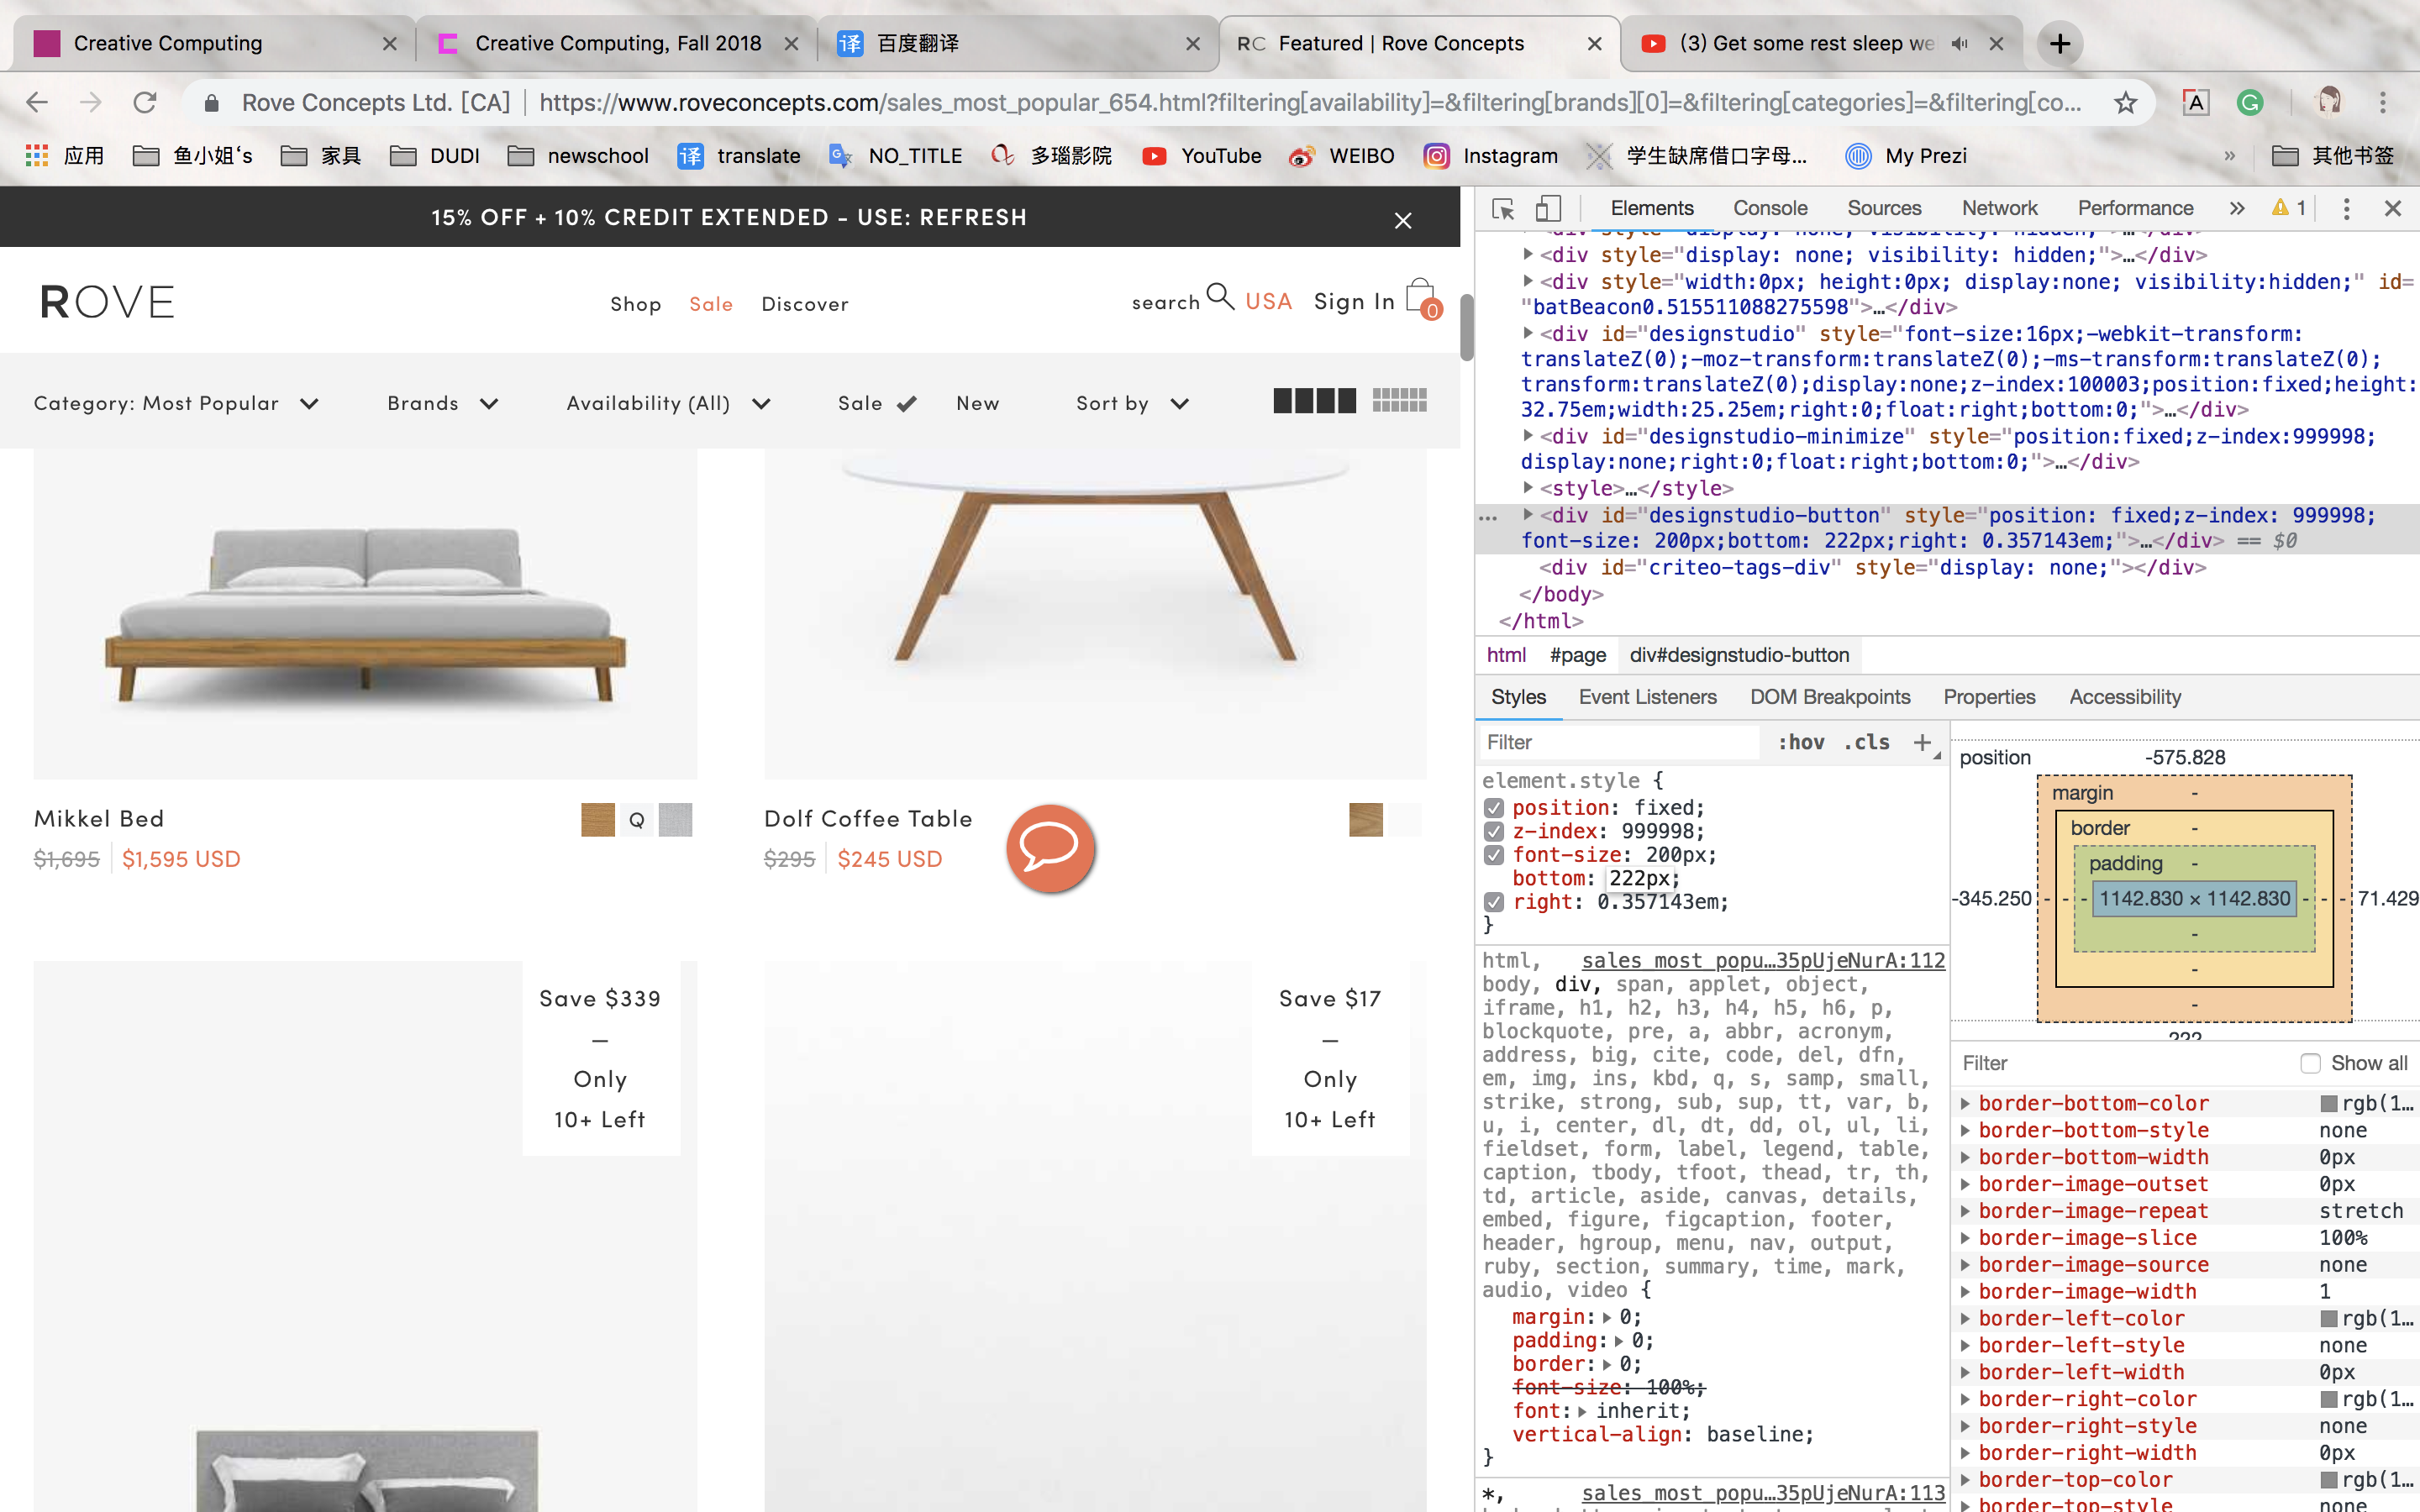 Creative Computing
Creative Computing, Fall 2018
译 百度翻译
RC Featured | Rove Concepts
(3) Get some rest sleep we
Rove Concepts Ltd. [CA] | https://www.roveconcepts.com/sales_most_popular_654.html?filtering[availability]=&filtering[brands][0]=&filtering[categories]=&filtering[co...
应用
鱼小姐‘s
家具
DUDI
newschool
译 translate
NO_TITLE
多瑙影院
YouTube
WEIBO
Instagram
学生缺席借口字母...
My Prezi
»
其他书签
15% OFF + 10% CREDIT EXTENDED - USE: REFRESH
ROVE
Shop Sale Discover
search USA Sign In 0
Category: Most Popular
Brands
Availability (All)
Sale
New
Sort by
Mikkel Bed
Q
$1,695 | $1,595 USD
Dolf Coffee Table
$295 | $245 USD
Save $339
–
Only
10+ Left
Save $17
–
Only
10+ Left
Elements Console Sources Network Performance » 1
<div style="display: none; visibility: hidden;">…</div>
<div style="display: none; visibility: hidden;">…</div>
<div style="width:0px; height:0px; display:none; visibility:hidden;" id=
"batBeacon0.515511088275598">…</div>
<div id="designstudio" style="font-size:16px;-webkit-transform:
translateZ(0);-moz-transform:translateZ(0);-ms-transform:translateZ(0);
transform:translateZ(0);display:none;z-index:100003;position:fixed;height:
32.75em;width:25.25em;right:0;float:right;bottom:0;">…</div>
<div id="designstudio-minimize" style="position:fixed;z-index:999998;
display:none;right:0;float:right;bottom:0;">…</div>
<style>…</style>
… <div id="designstudio-button" style="position: fixed;z-index: 999998;
font-size: 200px;bottom: 222px;right: 0.357143em;">…</div> == $0
<div id="criteo-tags-div" style="display: none;"></div>
</body>
</html>
html #page div#designstudio-button
Styles Event Listeners DOM Breakpoints Properties Accessibility
Filter :hov .cls +
element.style {
position: fixed;
z-index: 999998;
font-size: 200px;
bottom: 222px;
right: 0.357143em;
}
html, sales_most_popu…35pUjeNurA:112
body, div, span, applet, object,
iframe, h1, h2, h3, h4, h5, h6, p,
blockquote, pre, a, abbr, acronym,
address, big, cite, code, del, dfn,
em, img, ins, kbd, q, s, samp, small,
strike, strong, sub, sup, tt, var, b,
u, i, center, dl, dt, dd, ol, ul, li,
fieldset, form, label, legend, table,
caption, tbody, tfoot, thead, tr, th,
td, article, aside, canvas, details,
embed, figure, figcaption, footer,
header, hgroup, menu, nav, output,
ruby, section, summary, time, mark,
audio, video {
margin: 0;
padding: 0;
border: 0;
font-size: 100%;
font: inherit;
vertical-align: baseline;
}
*, sales_most_popu…35pUjeNurA:113
position -575.828
margin -
border -
padding -
-345.250 - - - 1142.830 × 1142.830 - - - 71.429
-
-
-
222
Filter Show all
border-bottom-color rgb(1…
border-bottom-style none
border-bottom-width 0px
border-image-outset 0px
border-image-repeat stretch
border-image-slice 100%
border-image-source none
border-image-width 1
border-left-color rgb(1…
border-left-style none
border-left-width 0px
border-right-color rgb(1…
border-right-style none
border-right-width 0px
border-top-color rgb(1…
border-top-style none